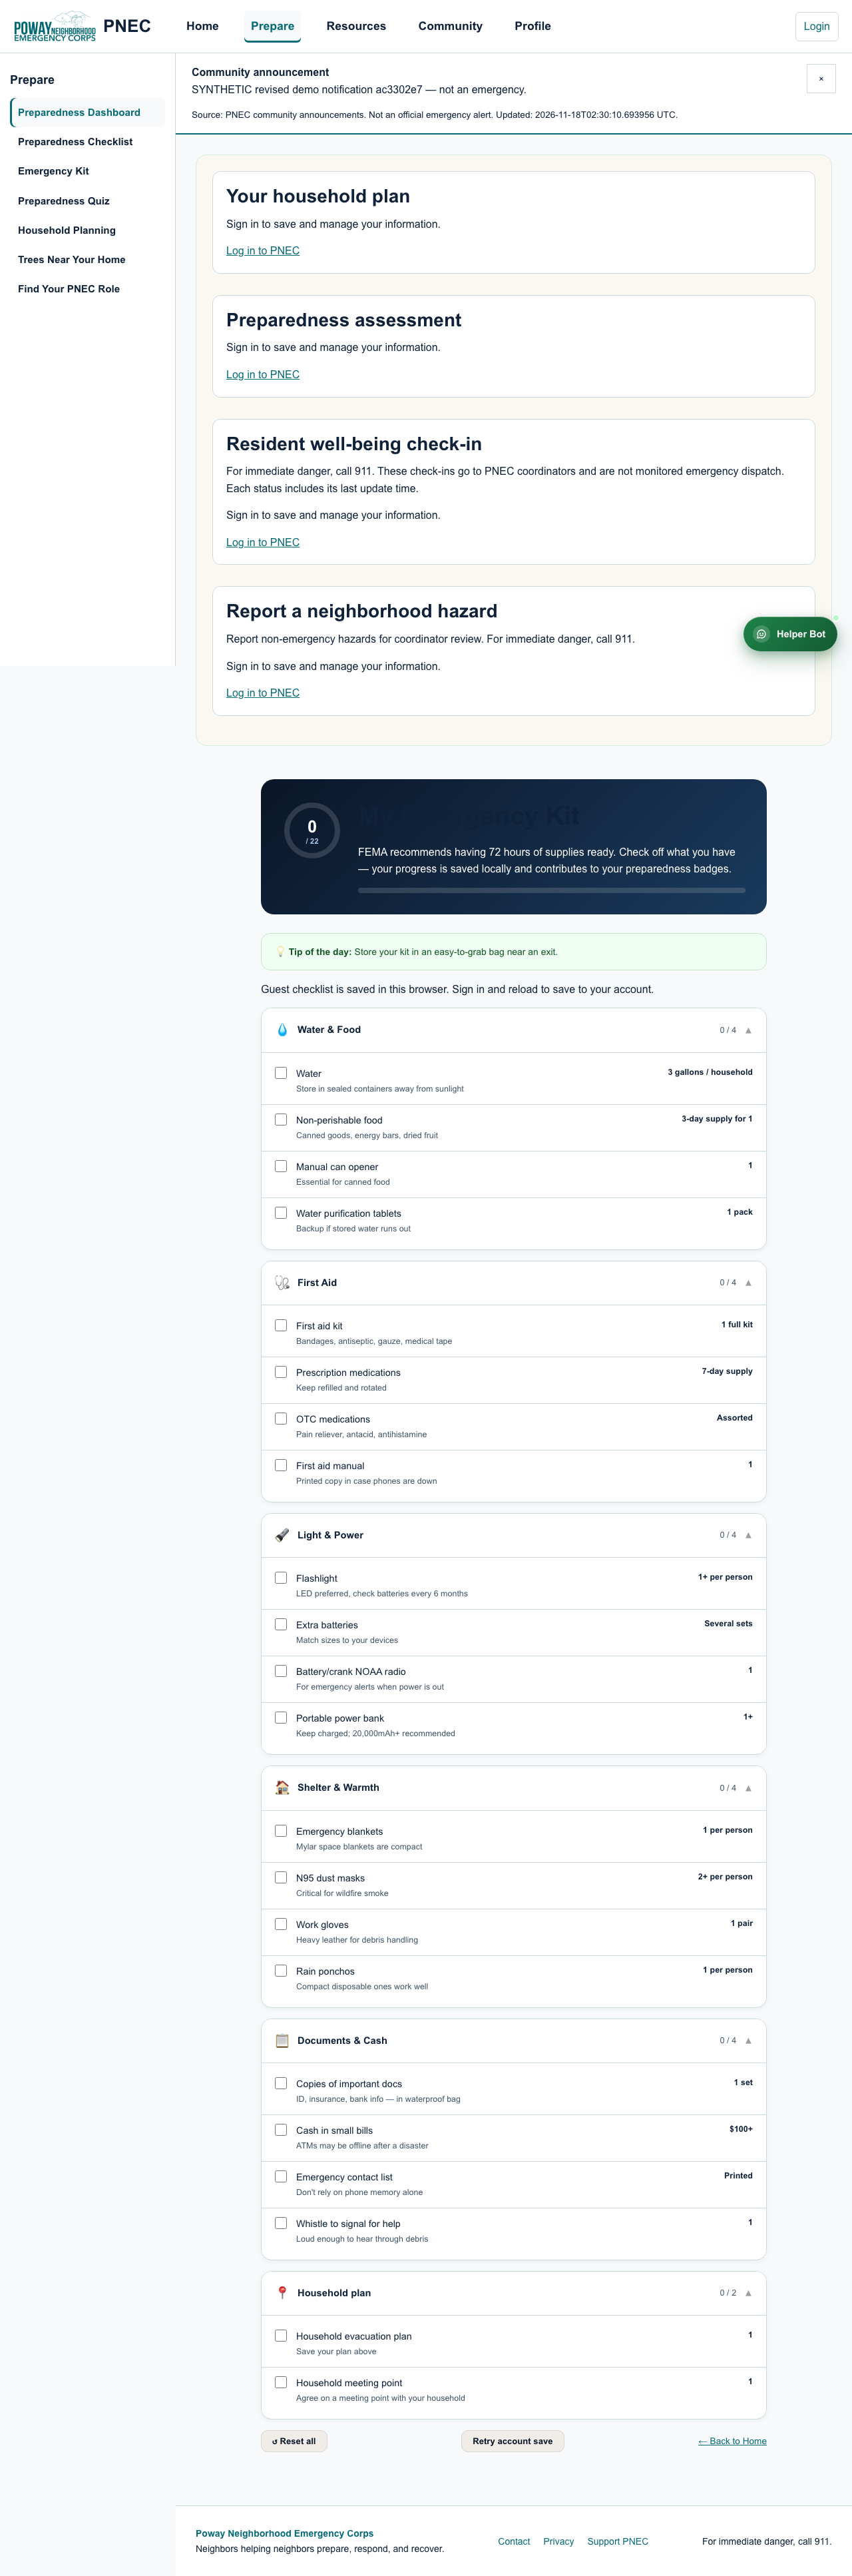 POWAY NEIGHBORHOOD
EMERGENCY CORPS
PNEC
Home
Prepare
Resources
Community
Profile
Login
Prepare
Preparedness Dashboard
Preparedness Checklist
Emergency Kit
Preparedness Quiz
Household Planning
Trees Near Your Home
Find Your PNEC Role
Community announcement
SYNTHETIC revised demo notification ac3302e7 — not an emergency.
Source: PNEC community announcements. Not an official emergency alert. Updated: 2026-11-18T02:30:10.693956 UTC.
×
Your household plan
Sign in to save and manage your information.
Log in to PNEC
Preparedness assessment
Sign in to save and manage your information.
Log in to PNEC
Resident well-being check-in
For immediate danger, call 911. These check-ins go to PNEC coordinators and are not monitored emergency dispatch.
Each status includes its last update time.
Sign in to save and manage your information.
Log in to PNEC
Report a neighborhood hazard
Report non-emergency hazards for coordinator review. For immediate danger, call 911.
Sign in to save and manage your information.
Log in to PNEC
Helper Bot
0
/ 22
My Emergency Kit
FEMA recommends having 72 hours of supplies ready. Check off what you have
— your progress is saved locally and contributes to your preparedness badges.
Tip of the day: Store your kit in an easy-to-grab bag near an exit.
Guest checklist is saved in this browser. Sign in and reload to save to your account.
Water & Food 0 / 4 ▲
Water 3 gallons / household
Store in sealed containers away from sunlight
Non-perishable food 3-day supply for 1
Canned goods, energy bars, dried fruit
Manual can opener 1
Essential for canned food
Water purification tablets 1 pack
Backup if stored water runs out
First Aid 0 / 4 ▲
First aid kit 1 full kit
Bandages, antiseptic, gauze, medical tape
Prescription medications 7-day supply
Keep refilled and rotated
OTC medications Assorted
Pain reliever, antacid, antihistamine
First aid manual 1
Printed copy in case phones are down
Light & Power 0 / 4 ▲
Flashlight 1+ per person
LED preferred, check batteries every 6 months
Extra batteries Several sets
Match sizes to your devices
Battery/crank NOAA radio 1
For emergency alerts when power is out
Portable power bank 1+
Keep charged; 20,000mAh+ recommended
Shelter & Warmth 0 / 4 ▲
Emergency blankets 1 per person
Mylar space blankets are compact
N95 dust masks 2+ per person
Critical for wildfire smoke
Work gloves 1 pair
Heavy leather for debris handling
Rain ponchos 1 per person
Compact disposable ones work well
Documents & Cash 0 / 4 ▲
Copies of important docs 1 set
ID, insurance, bank info — in waterproof bag
Cash in small bills $100+
ATMs may be offline after a disaster
Emergency contact list Printed
Don't rely on phone memory alone
Whistle to signal for help 1
Loud enough to hear through debris
Household plan 0 / 2 ▲
Household evacuation plan 1
Save your plan above
Household meeting point 1
Agree on a meeting point with your household
↺ Reset all
Retry account save
← Back to Home
Poway Neighborhood Emergency Corps
Neighbors helping neighbors prepare, respond, and recover.
Contact
Privacy
Support PNEC
For immediate danger, call 911.